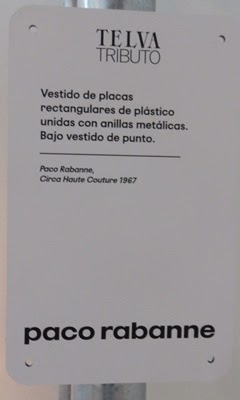 TELVA
TRIBUTO
Vestido de placas
rectangulares de plástico
unidas con anillas metálicas.
Bajo vestido de punto.
Paco Rabanne,
Circa Haute Couture 1967
paco rabanne